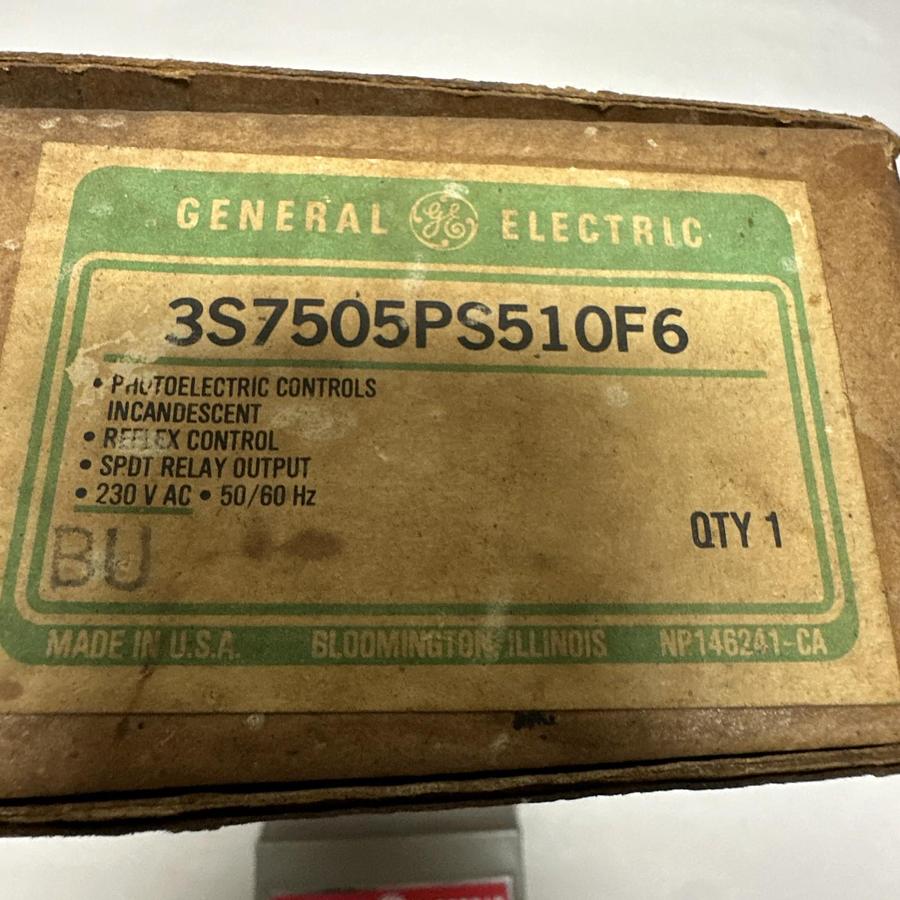 GENERAL GE ELECTRIC
3S7505PS510F6
• PHOTOELECTRIC CONTROLS
INCANDESCENT
• REFLEX CONTROL
• SPDT RELAY OUTPUT
• 230 V AC • 50/60 Hz
BU
QTY 1
MADE IN U.S.A. BLOOMINGTON, ILLINOIS NP146241-CA